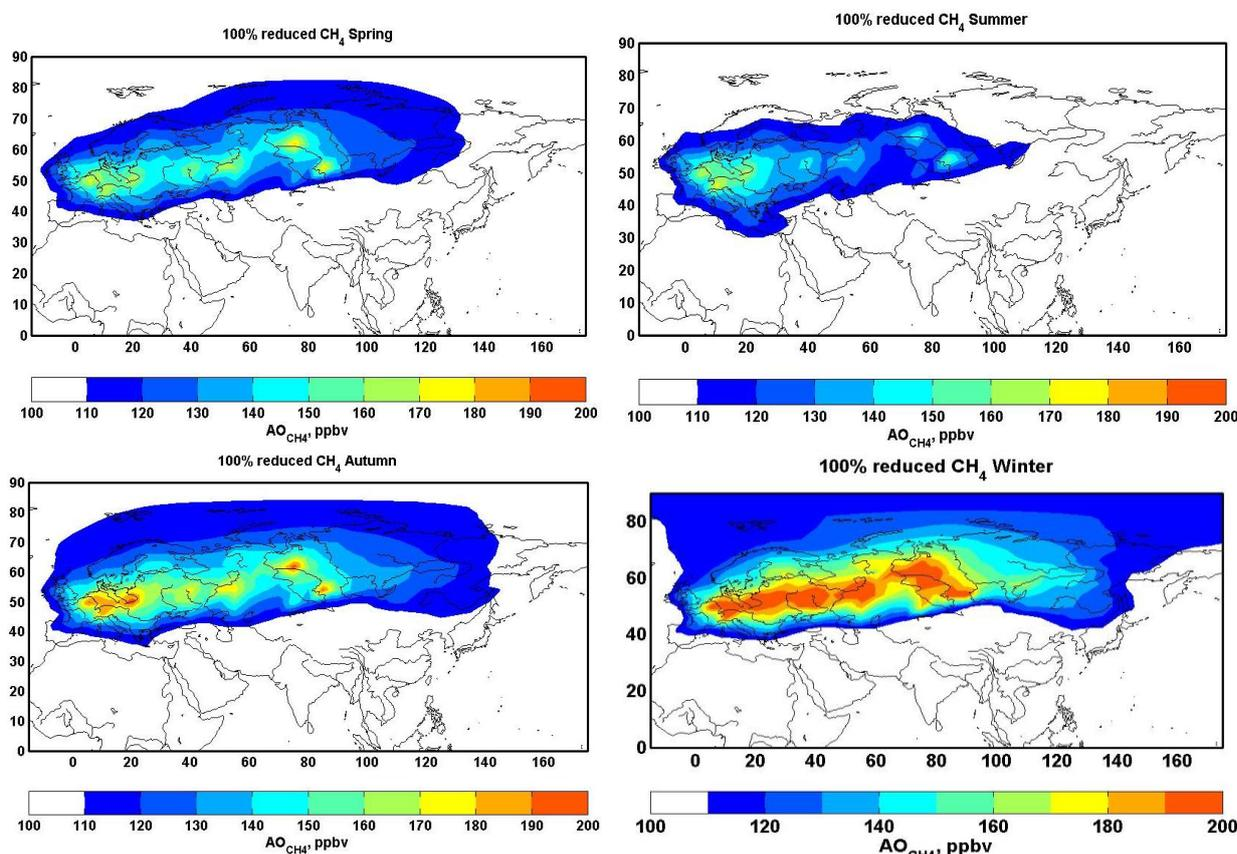 100% reduced CH4 Spring
90
80
70
60
50
40
30
20
10
0
0 20 40 60 80 100 120 140 160
100 110 120 130 140 150 160 170 180 190 200
AOCH4, ppbv
100% reduced CH4 Summer
90
80
70
60
50
40
30
20
10
0
0 20 40 60 80 100 120 140 160
100 110 120 130 140 150 160 170 180 190 200
AOCH4, ppbv
100% reduced CH4 Autumn
90
80
70
60
50
40
30
20
10
0
0 20 40 60 80 100 120 140 160
100 110 120 130 140 150 160 170 180 190 200
AOCH4, ppbv
100% reduced CH4 Winter
80
60
40
20
0
0 20 40 60 80 100 120 140 160
100 120 140 160 180 200
AOCH4, ppbv